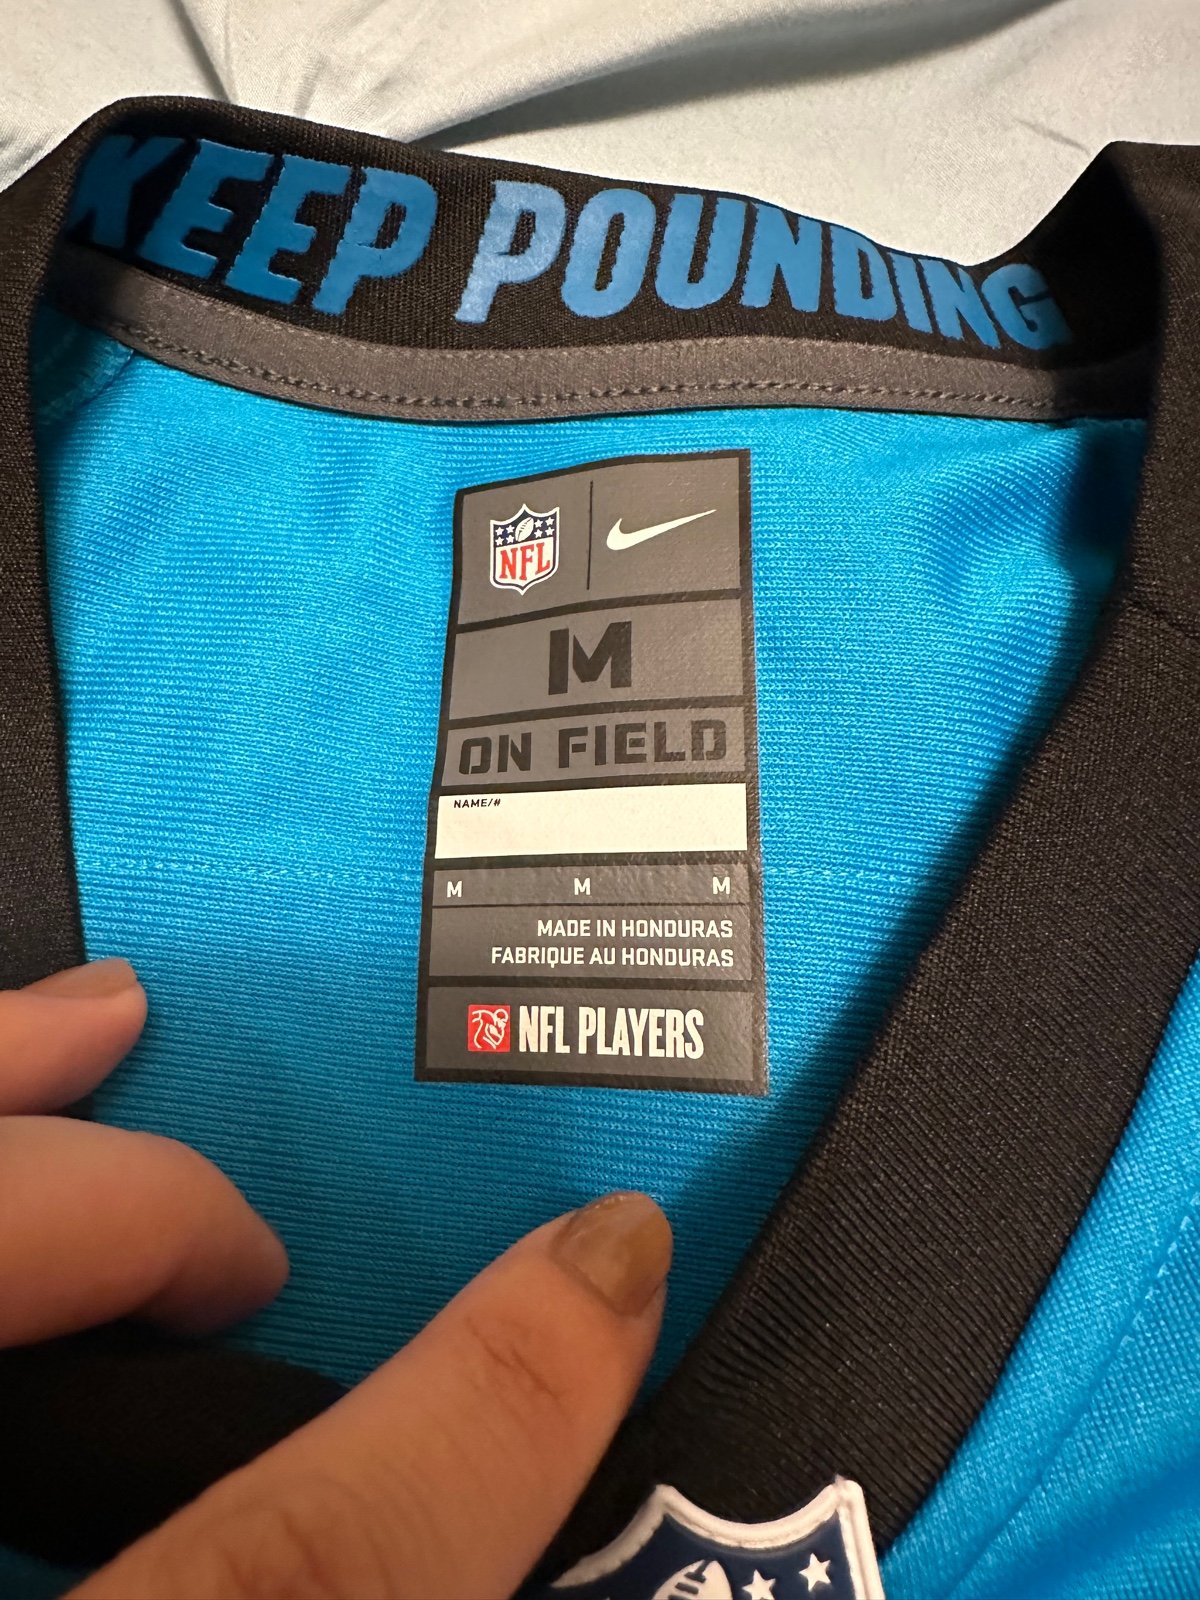 KEEP POUNDING
NFL
M
ON FIELD
NAME/#
M M M
MADE IN HONDURAS
FABRIQUE AU HONDURAS
NFL PLAYERS